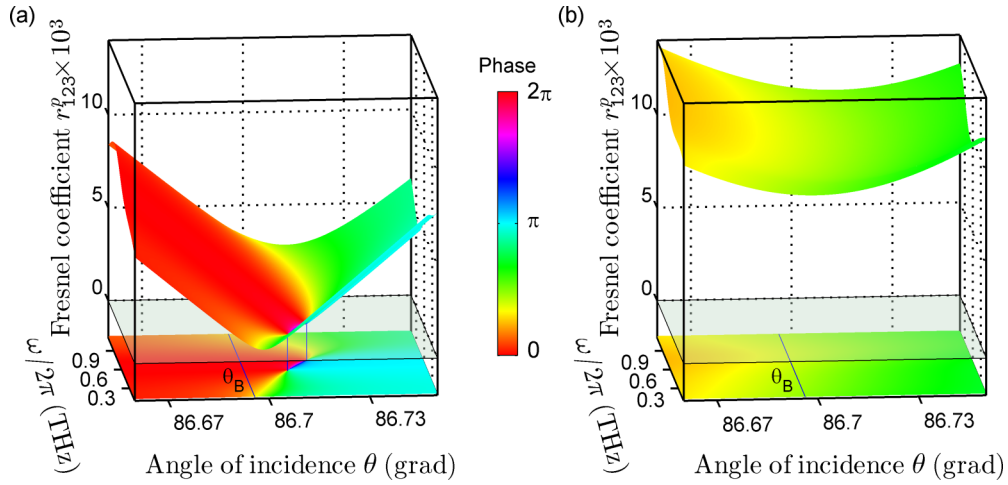 (a)
Fresnel coefficient r^p_123×10^3
10
5
0
0.9
0.6
0.3
ω/2π (THz)
θ_B
86.67
86.7
86.73
Angle of incidence θ (grad)
Phase
2π
π
0
(b)
Fresnel coefficient r^p_123×10^3
10
5
0
0.9
0.6
0.3
ω/2π (THz)
θ_B
86.67
86.7
86.73
Angle of incidence θ (grad)